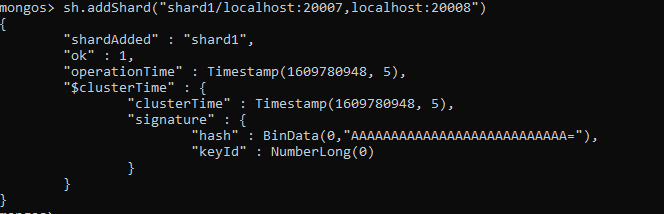 mongos> sh.addShard("shard1/localhost:20007,localhost:20008")
{
        "shardAdded" : "shard1",
        "ok" : 1,
        "operationTime" : Timestamp(1609780948, 5),
        "$clusterTime" : {
                "clusterTime" : Timestamp(1609780948, 5),
                "signature" : {
                        "hash" : BinData(0,"AAAAAAAAAAAAAAAAAAAAAAAAAAA="),
                        "keyId" : NumberLong(0)
                }
        }
}
mongos>